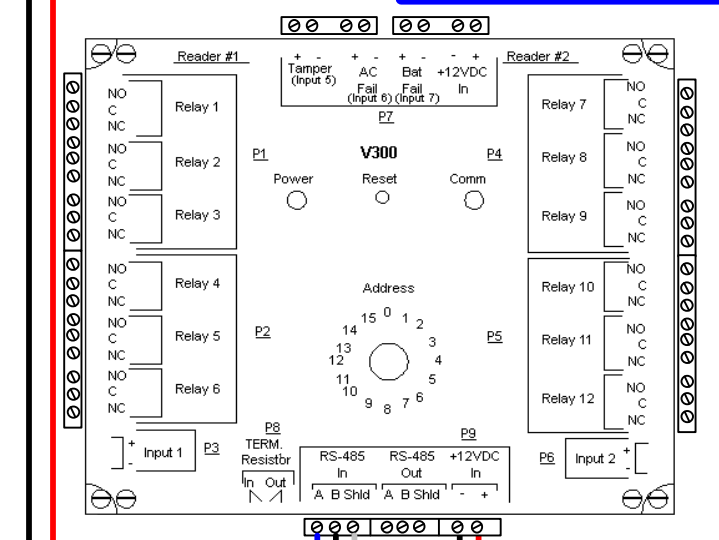 Reader #1
+ - + - + - - +
Reader #2
Tamper AC Bat +12VDC
(Input 5) Fail Fail In
(Input 6) (Input 7)
P7
NO
C Relay 1
NC
NO
C Relay 2
NC
NO
C Relay 3
NC
P1
V300
P4
Power Reset Comm
NO
Relay 7 C
NC
NO
Relay 8 C
NC
NO
Relay 9 C
NC
NO
C Relay 4
NC
NO
C Relay 5
NC
NO
C Relay 6
NC
P2
Address
0 1 2 3 4 5 6 7 8 9 10 11 12 13 14 15
P5
NO
Relay 10 C
NC
NO
Relay 11 C
NC
NO
Relay 12 C
NC
+
Input 1
-
P3
P8
TERM.
Resistor
In Out
P9
RS-485 RS-485 +12VDC
In Out In
A B Shld A B Shld - +
P6
Input 2 +
-